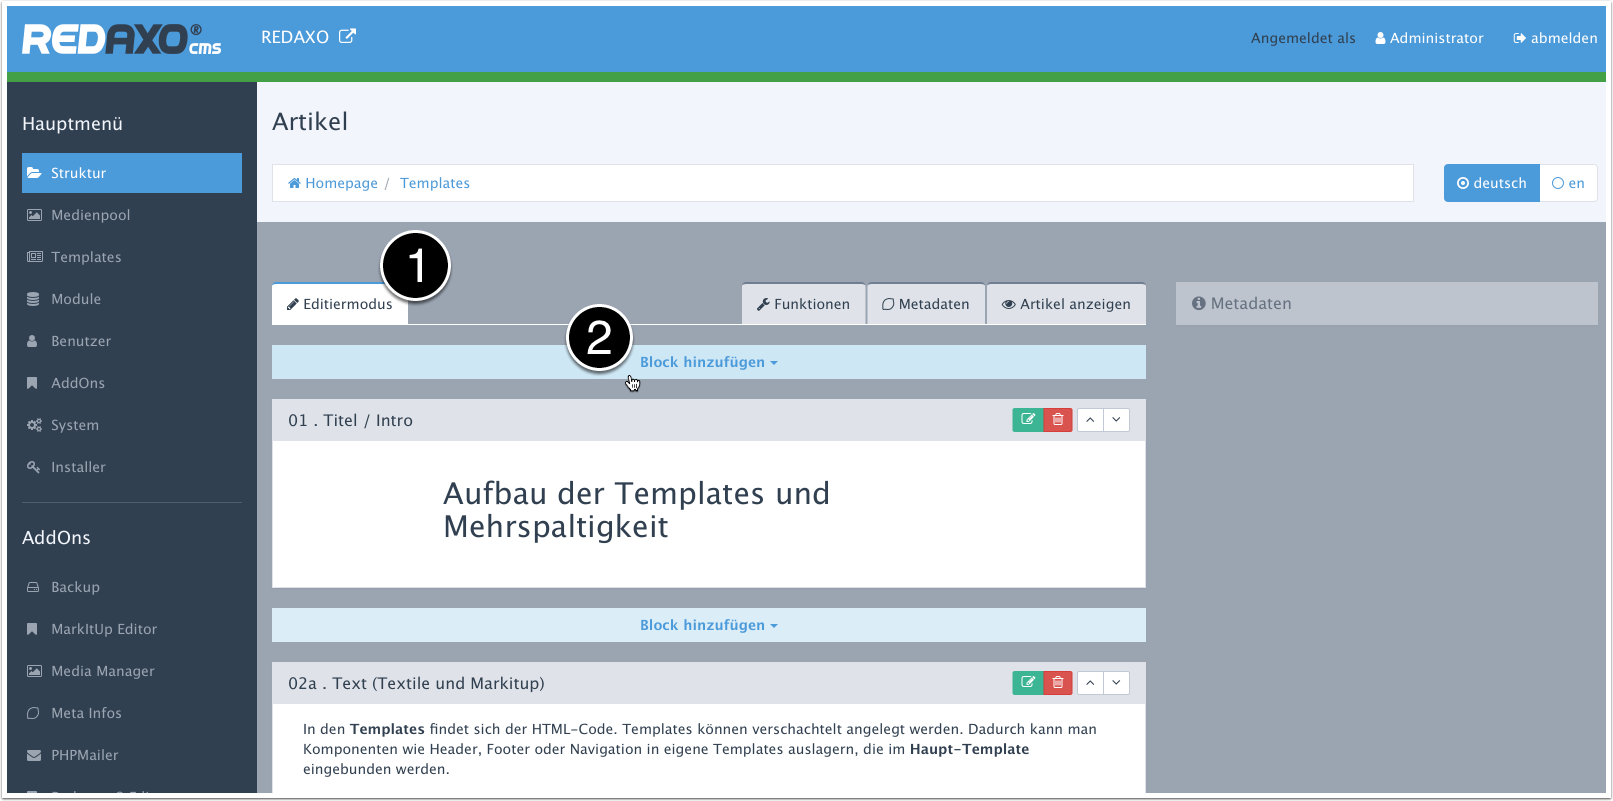 REDAXO® cms
REDAXO
Angemeldet als Administrator abmelden
Hauptmenü
Struktur
Medienpool
Templates
Module
Benutzer
AddOns
System
Installer
AddOns
Backup
MarkItUp Editor
Media Manager
Meta Infos
PHPMailer
Artikel
Homepage / Templates
deutsch en
1
Editiermodus Funktionen Metadaten Artikel anzeigen
Metadaten
2
Block hinzufügen
01 . Titel / Intro
Aufbau der Templates und
Mehrspaltigkeit
Block hinzufügen
02a . Text (Textile und Markitup)
In den Templates findet sich der HTML-Code. Templates können verschachtelt angelegt werden. Dadurch kann man
Komponenten wie Header, Footer oder Navigation in eigene Templates auslagern, die im Haupt-Template
eingebunden werden.